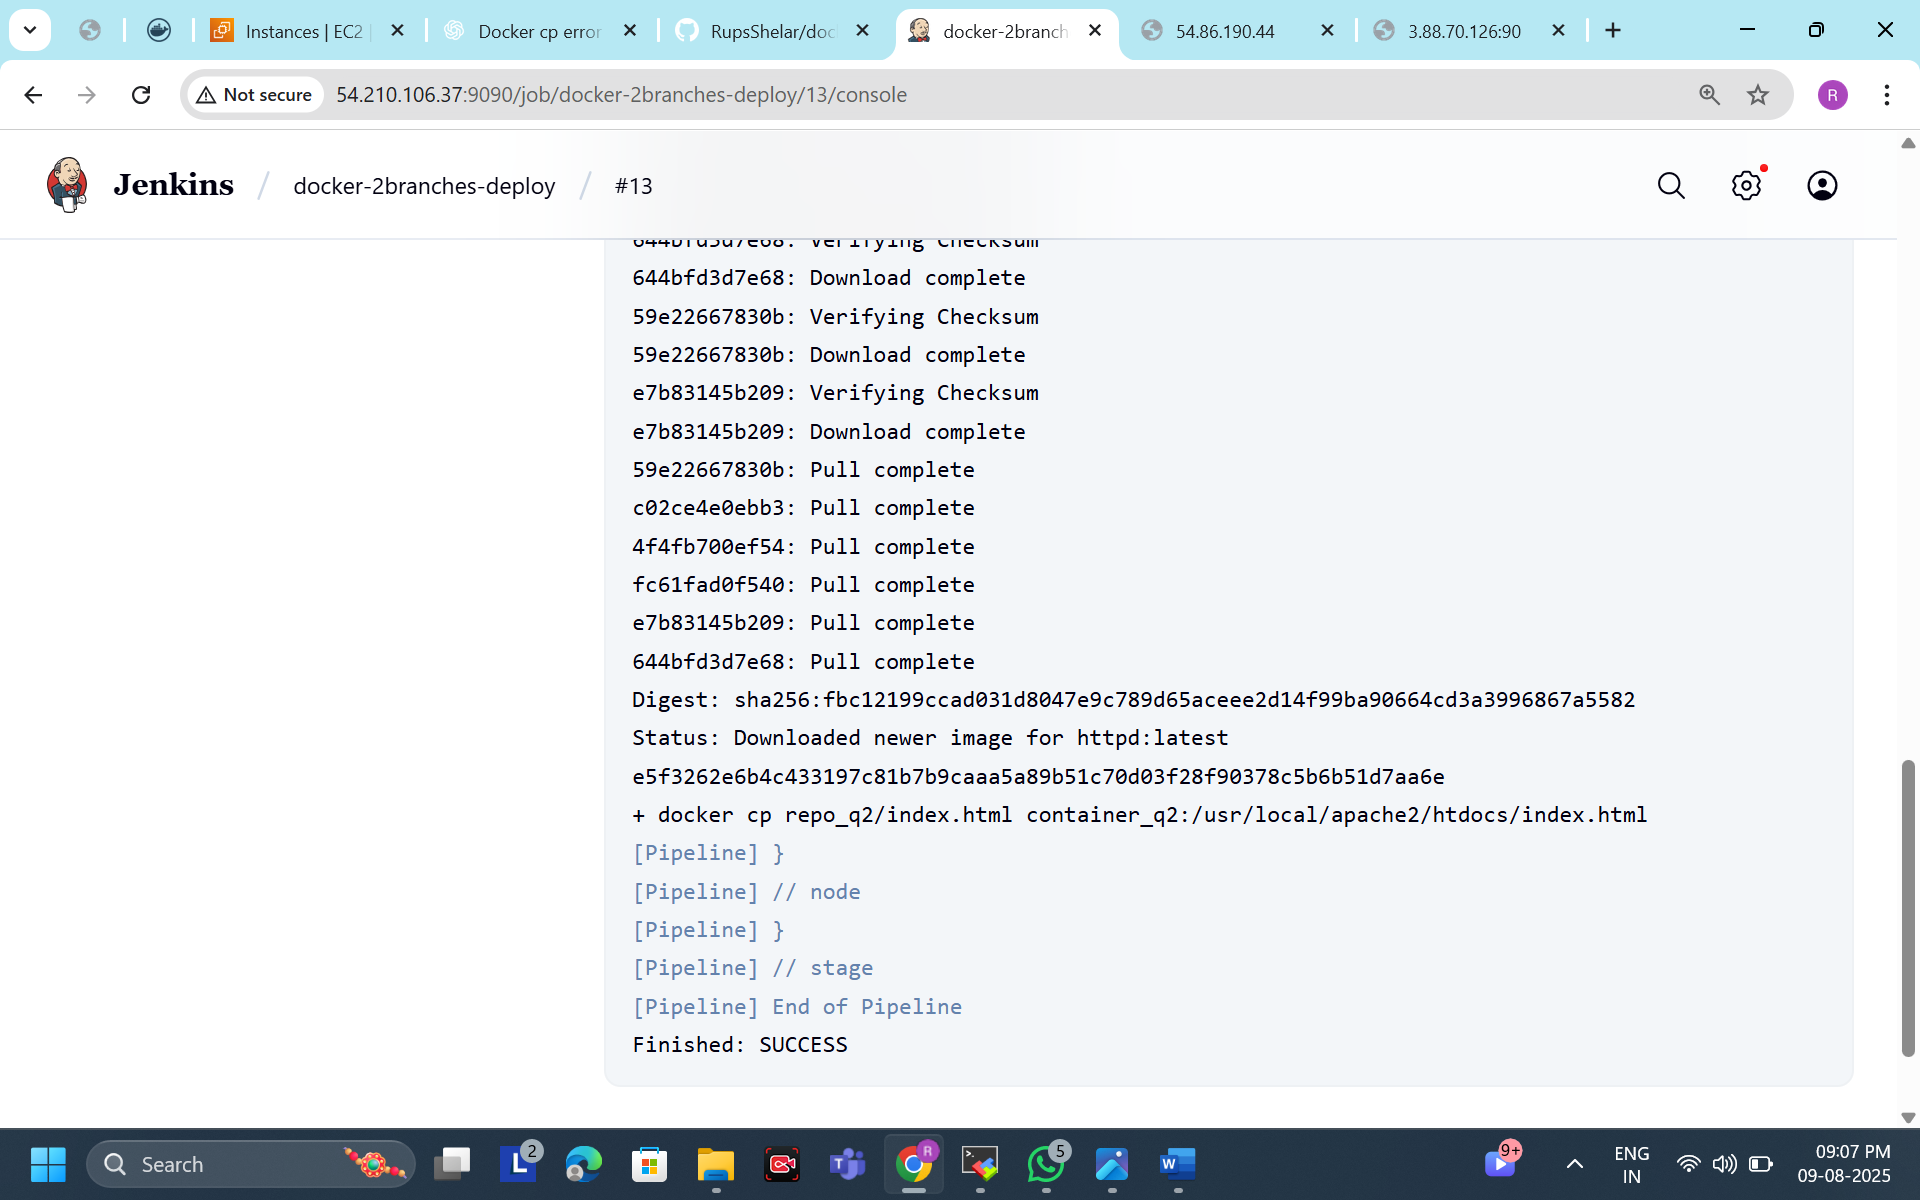 Instances | EC2
Docker cp error
RupsShelar/doc
docker-2branch
54.86.190.44
3.88.70.126:90
Not secure
54.210.106.37:9090/job/docker-2branches-deploy/13/console
R
Jenkins / docker-2branches-deploy / #13
644bfd3d7e68: Verifying Checksum
644bfd3d7e68: Download complete
59e22667830b: Verifying Checksum
59e22667830b: Download complete
e7b83145b209: Verifying Checksum
e7b83145b209: Download complete
59e22667830b: Pull complete
c02ce4e0ebb3: Pull complete
4f4fb700ef54: Pull complete
fc61fad0f540: Pull complete
e7b83145b209: Pull complete
644bfd3d7e68: Pull complete
Digest: sha256:fbc12199ccad031d8047e9c789d65aceee2d14f99ba90664cd3a3996867a5582
Status: Downloaded newer image for httpd:latest
e5f3262e6b4c433197c81b7b9caaa5a89b51c70d03f28f90378c5b6b51d7aa6e
+ docker cp repo_q2/index.html container_q2:/usr/local/apache2/htdocs/index.html
[Pipeline] }
[Pipeline] // node
[Pipeline] }
[Pipeline] // stage
[Pipeline] End of Pipeline
Finished: SUCCESS
Search
L
2
T
R
5
W
9+
ENG
IN
09:07 PM
09-08-2025